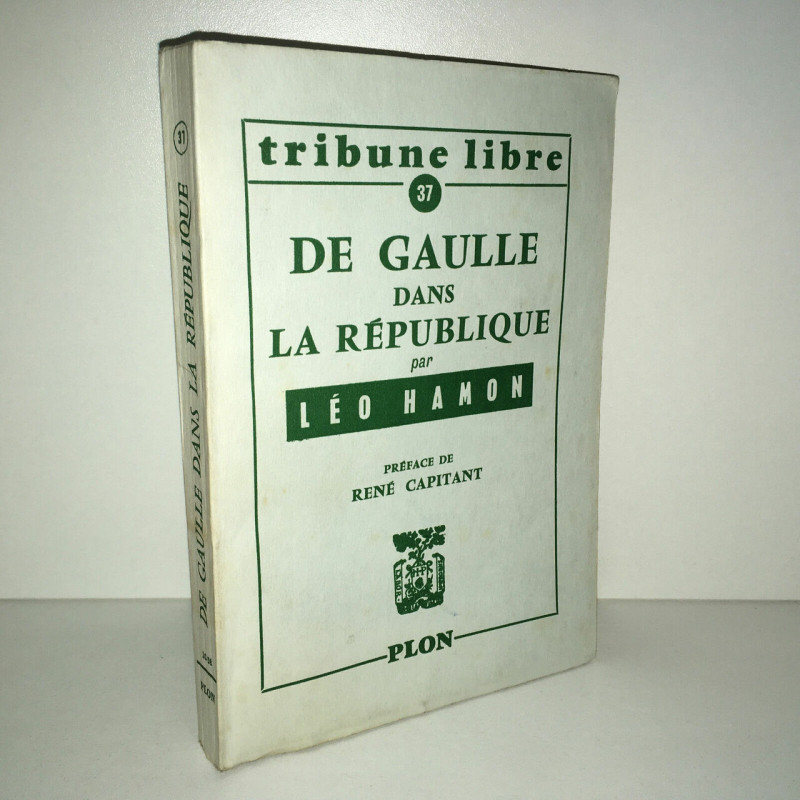 tribune libre
37
DE GAULLE
DANS
LA RÉPUBLIQUE
par
LÉO HAMON
PRÉFACE DE
RENÉ CAPITANT
PLON
37
DE GAULLE DANS LA RÉPUBLIQUE
PLON